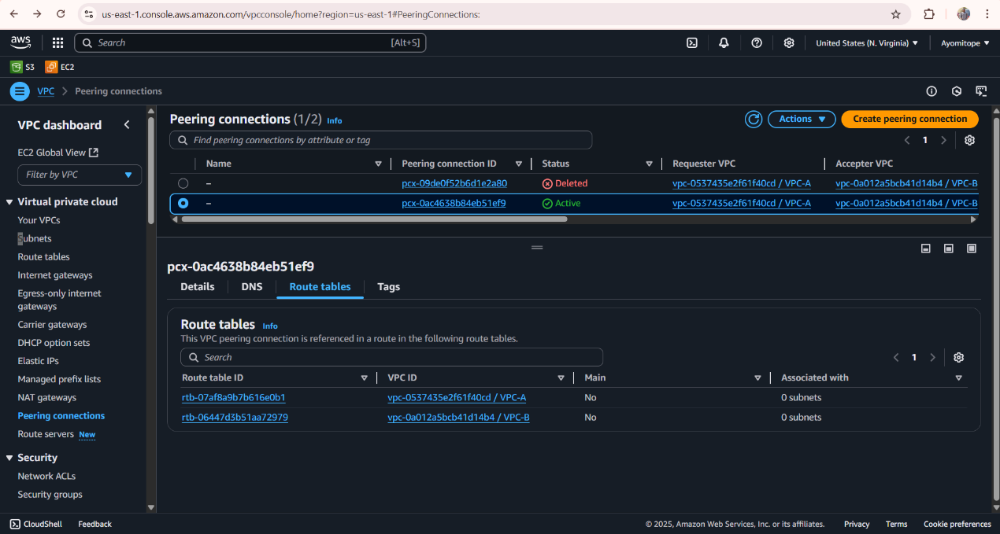 us-east-1.console.aws.amazon.com/vpcconsole/home?region=us-east-1#PeeringConnections:
aws Search [Alt+S] United States (N. Virginia) Ayomitope
S3 EC2
VPC Peering connections
VPC dashboard
EC2 Global View
Filter by VPC
Virtual private cloud
Your VPCs
Subnets
Route tables
Internet gateways
Egress-only internet
gateways
Carrier gateways
DHCP option sets
Elastic IPs
Managed prefix lists
NAT gateways
Peering connections
Route servers New
Security
Network ACLs
Security groups
Peering connections (1/2) Info
Actions
Create peering connection
Find peering connections by attribute or tag
1
Name Peering connection ID Status Requester VPC Accepter VPC
– pcx-09de0f52b6d1e2a80 Deleted vpc-0537435e2f61f40cd / VPC-A vpc-0a012a5bcb41d14b4 / VPC-B
– pcx-0ac4638b84eb51ef9 Active vpc-0537435e2f61f40cd / VPC-A vpc-0a012a5bcb41d14b4 / VPC-B
pcx-0ac4638b84eb51ef9
Details DNS Route tables Tags
Route tables Info
This VPC peering connection is referenced in a route in the following route tables.
Search
1
Route table ID VPC ID Main Associated with
rtb-07af8a9b7b616e0b1 vpc-0537435e2f61f40cd / VPC-A No 0 subnets
rtb-06447d3b51aa72979 vpc-0a012a5bcb41d14b4 / VPC-B No 0 subnets
CloudShell Feedback © 2025, Amazon Web Services, Inc. or its affiliates. Privacy Terms Cookie preferences